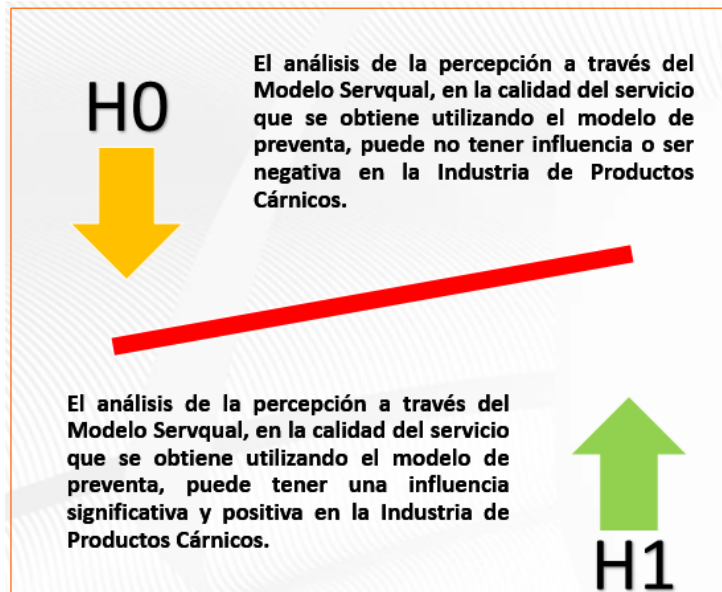 H0
El análisis de la percepción a través del
Modelo Servqual, en la calidad del servicio
que se obtiene utilizando el modelo de
preventa, puede no tener influencia o ser
negativa en la Industria de Productos
Cárnicos.
El análisis de la percepción a través del
Modelo Servqual, en la calidad del servicio
que se obtiene utilizando el modelo de
preventa, puede tener una influencia
significativa y positiva en la Industria de
Productos Cárnicos.
H1